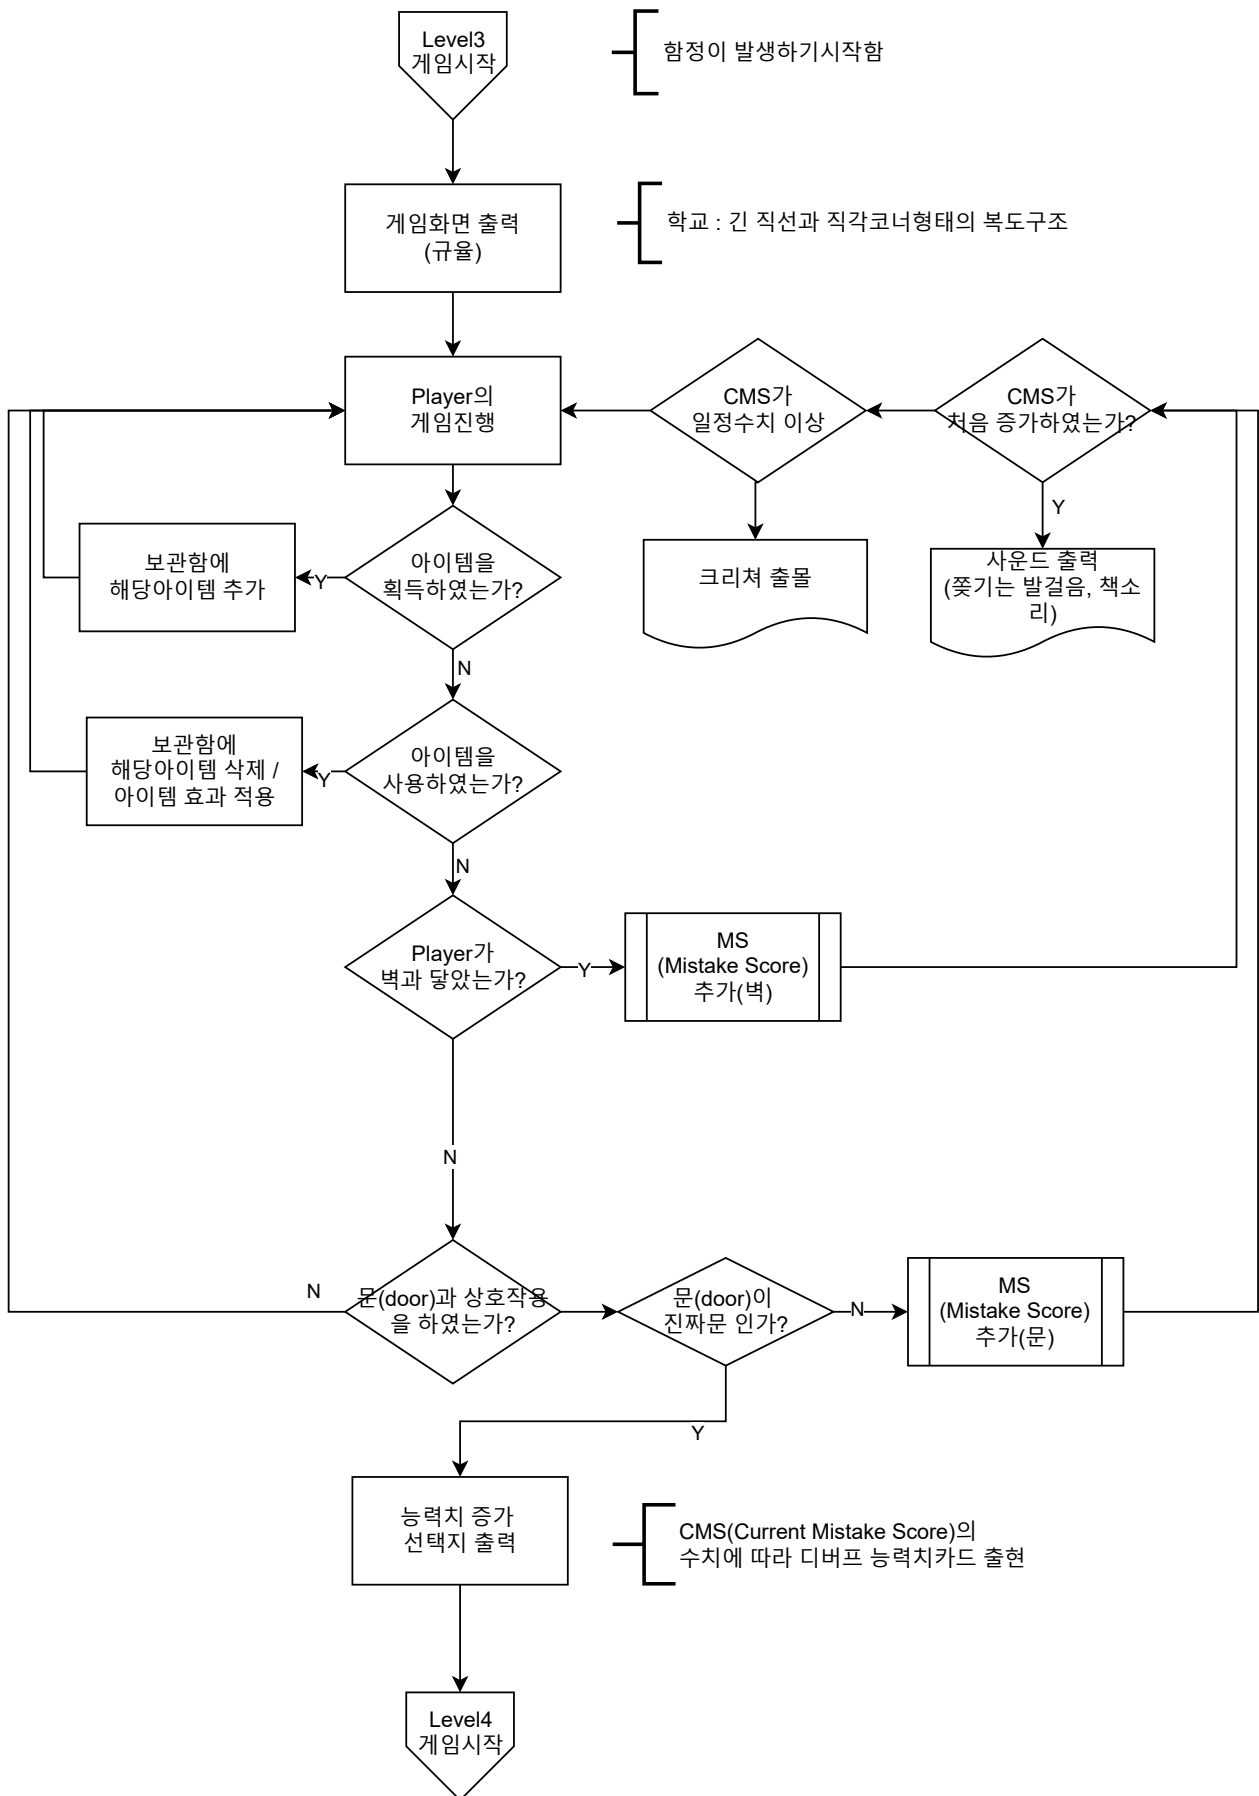 Level3
게임시작
함정이 발생하기시작함
게임화면 출력
(규율)
학교 : 긴 직선과 직각코너형태의 복도구조
Player의
게임진행
CMS가
일정수치 이상
CMS가
처음 증가하였는가?
Y
아이템을
획득하였는가?
Y
보관함에
해당아이템 추가
크리쳐 출몰
사운드 출력
(쫒기는 발걸음, 책소
리)
N
아이템을
사용하였는가?
Y
보관함에
해당아이템 삭제 /
아이템 효과 적용
N
Player가
벽과 닿았는가?
Y
MS
(Mistake Score)
추가(벽)
N
N
문(door)과 상호작용
을 하였는가?
문(door)이
진짜문 인가?
N
MS
(Mistake Score)
추가(문)
Y
능력치 증가
선택지 출력
CMS(Current Mistake Score)의
수치에 따라 디버프 능력치카드 출현
Level4
게임시작